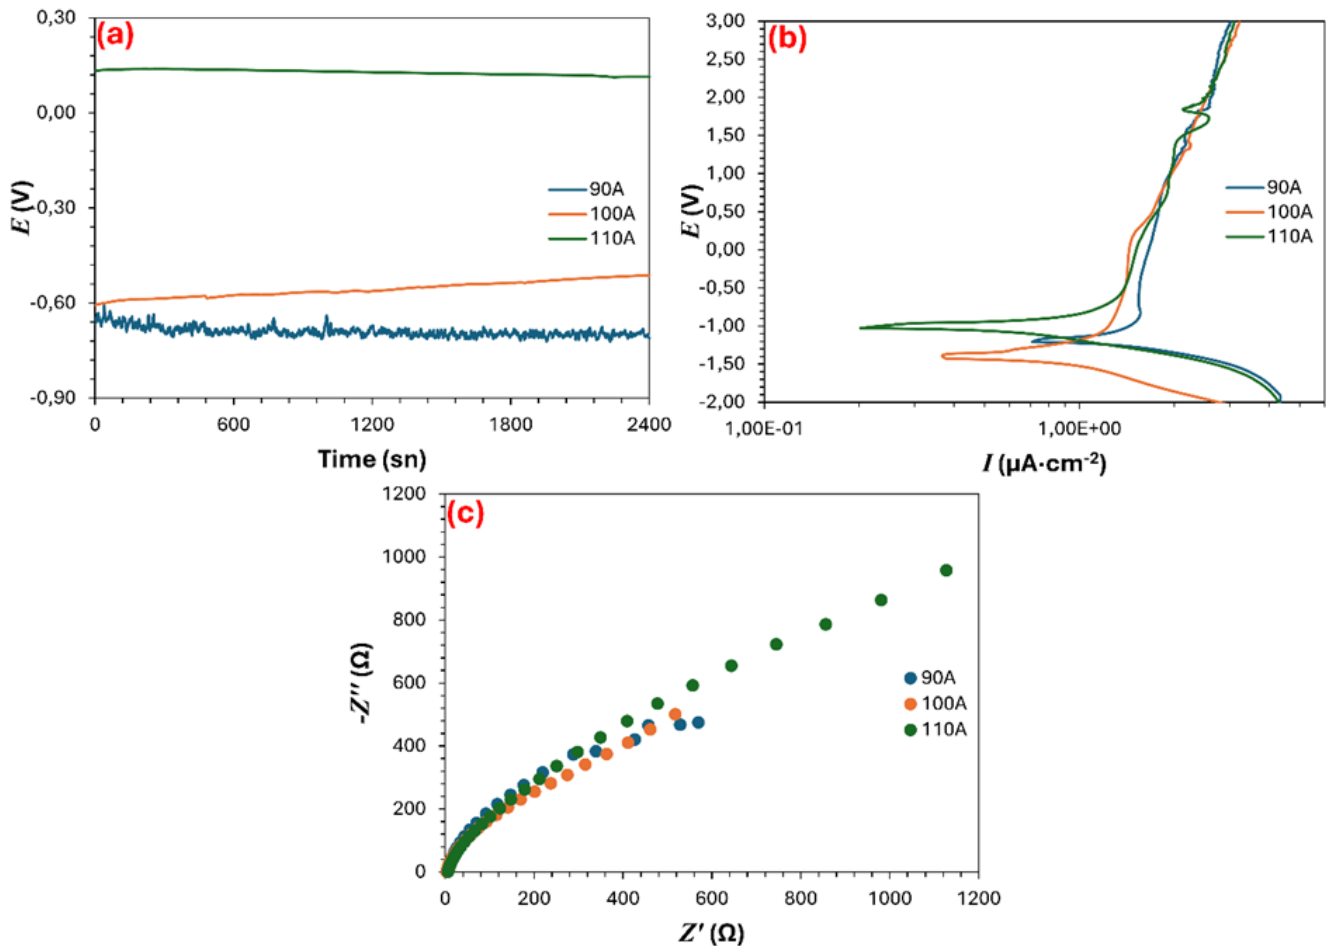 (a)
0,30
0,00
-0,30
-0,60
-0,90
E (V)
90A
100A
110A
0 600 1200 1800 2400
Time (sn)
(b)
3,00
2,00
1,50
1,00
0,50
0,00
-0,50
-1,00
-1,50
-2,00
E (V)
90A
100A
110A
1,00E-01 1,00E+00
I (µA·cm-2)
(c)
1200
1000
800
600
400
200
0
-Z'' (Ω)
90A
100A
110A
0 200 400 600 800 1000 1200
Z' (Ω)